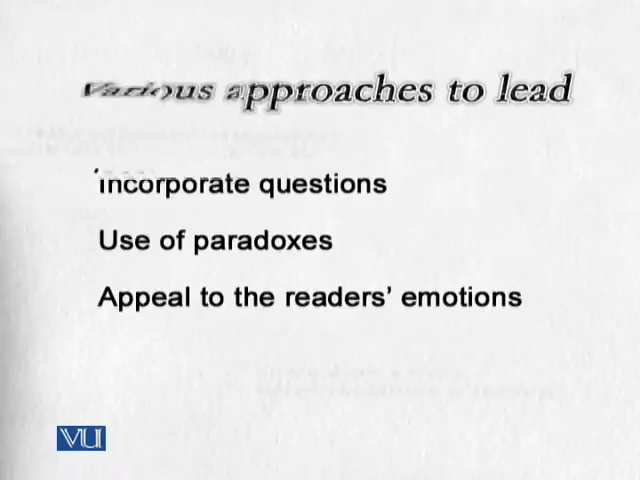 Various approaches to lead
incorporate questions
Use of paradoxes
Appeal to the readers’ emotions
VU